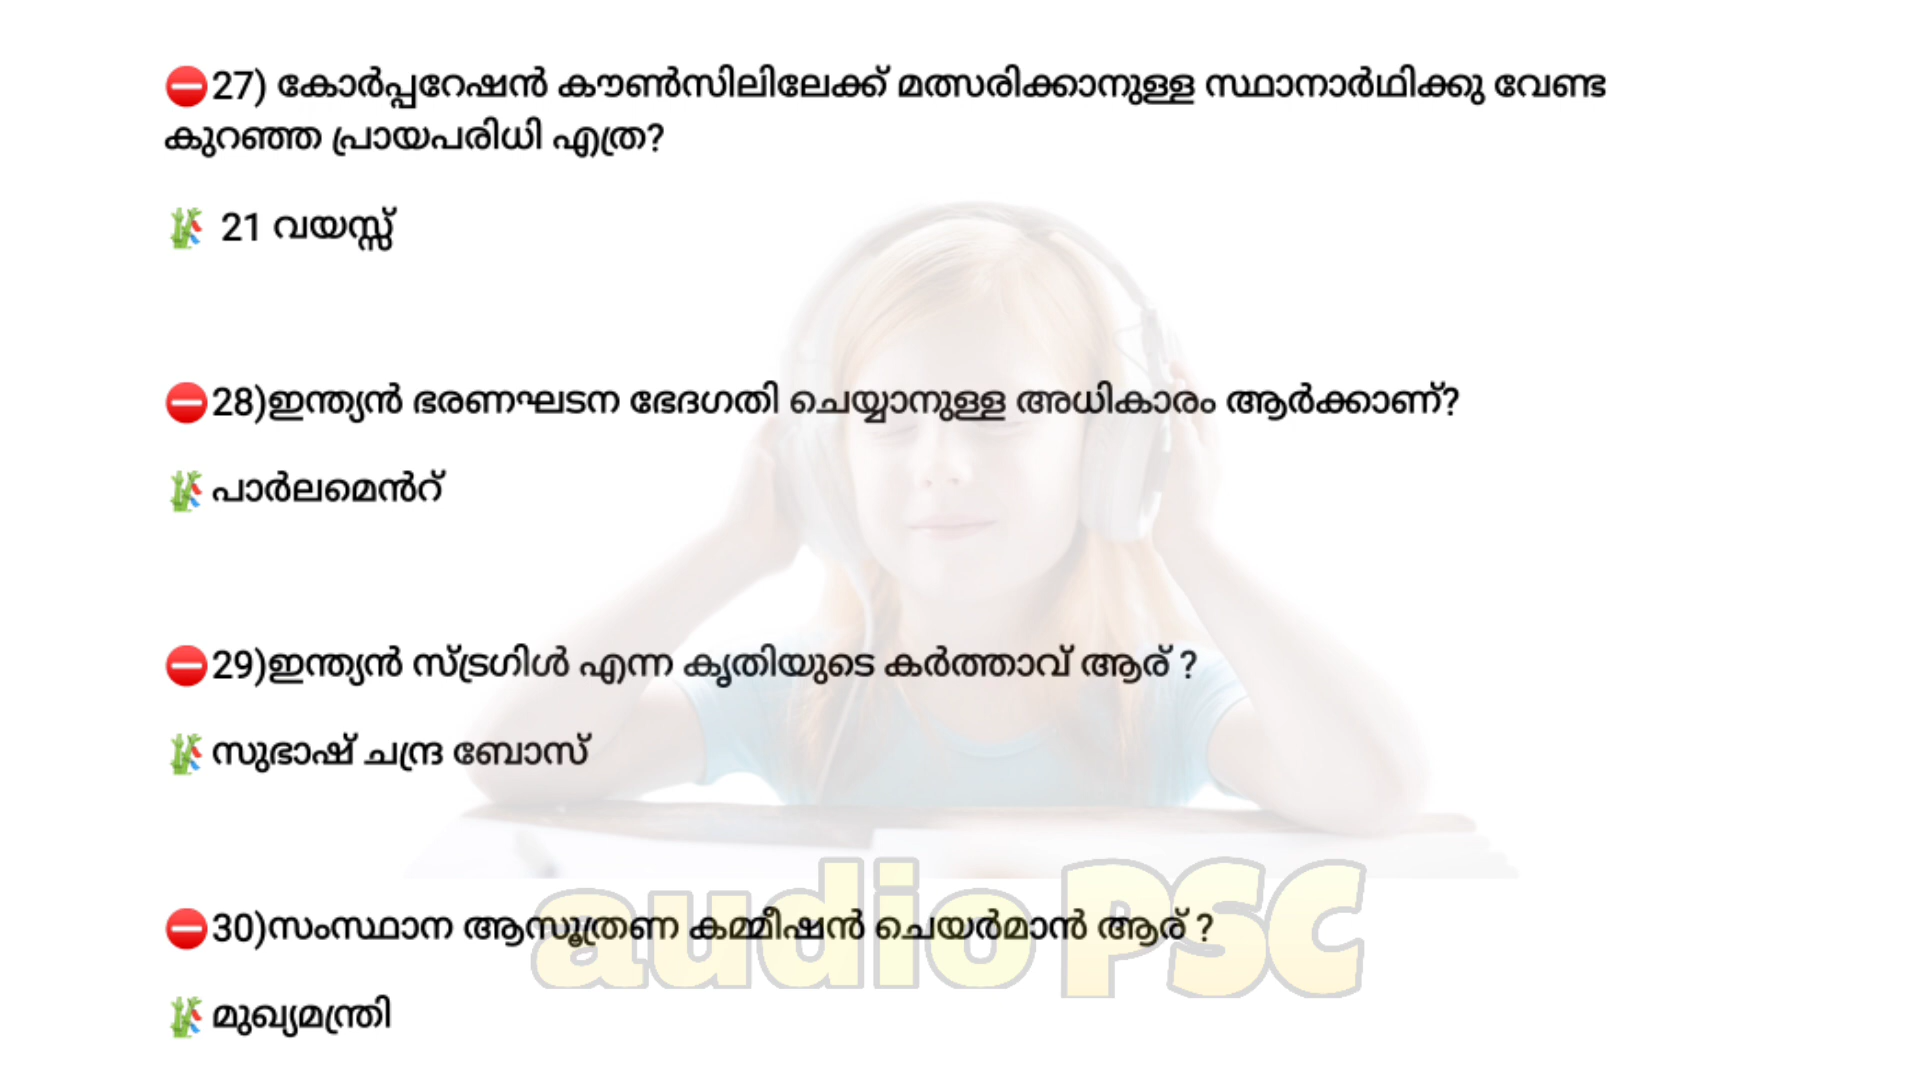 ⛔27) കോർപ്പറേഷൻ കൗൺസിലിലേക്ക് മത്സരിക്കാനുള്ള സ്ഥാനാർഥിക്കു വേണ്ട
കുറഞ്ഞ പ്രായപരിധി എത്ര?
🎋 21 വയസ്സ്
⛔28)ഇന്ത്യൻ ഭരണഘടന ഭേദഗതി ചെയ്യാനുള്ള അധികാരം ആർക്കാണ്?
🎋പാർലമെൻറ്
⛔29)ഇന്ത്യൻ സ്ട്രഗിൾ എന്ന കൃതിയുടെ കർത്താവ് ആര് ?
🎋സുഭാഷ് ചന്ദ്ര ബോസ്
⛔30)സംസ്ഥാന ആസൂത്രണ കമ്മീഷൻ ചെയർമാൻ ആര് ?
audio PSC
🎋മുഖ്യമന്ത്രി